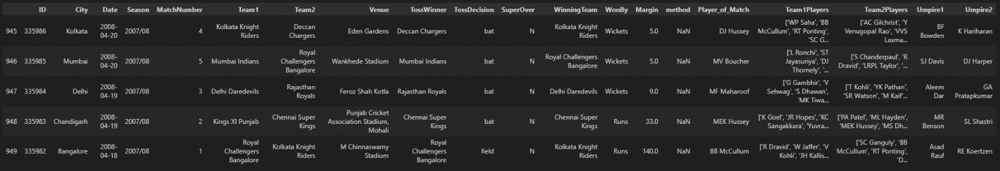 ID City Date Season MatchNumber Team1 Team2 Venue TossWinner TossDecision SuperOver WinningTeam WonBy Margin method Player_of_Match Team1Players Team2Players Umpire1 Umpire2
945 335986 Kolkata 2008-04-20 2007/08 4 Kolkata Knight Riders Deccan Chargers Eden Gardens Deccan Chargers bat N Kolkata Knight Riders Wickets 5.0 NaN DJ Hussey ['WP Saha', 'BB McCullum', 'RT Ponting', 'SC G... ['AC Gilchrist', 'Y Venugopal Rao', 'VVS Laxma... BF Bowden K Hariharan
946 335985 Mumbai 2008-04-20 2007/08 5 Mumbai Indians Royal Challengers Bangalore Wankhede Stadium Mumbai Indians bat N Royal Challengers Bangalore Wickets 5.0 NaN MV Boucher ['L Ronchi', 'ST Jayasuriya', 'DJ Thornely', '... ['S Chanderpaul', 'R Dravid', 'LRPL Taylor', '... SJ Davis DJ Harper
947 335984 Delhi 2008-04-19 2007/08 3 Delhi Daredevils Rajasthan Royals Feroz Shah Kotla Rajasthan Royals bat N Delhi Daredevils Wickets 9.0 NaN MF Maharoof ['G Gambhir', 'V Sehwag', 'S Dhawan', 'MK Tiwa... ['T Kohli', 'YK Pathan', 'SR Watson', 'M Kaif'... Aleem Dar GA Pratapkumar
948 335983 Chandigarh 2008-04-19 2007/08 2 Kings XI Punjab Chennai Super Kings Punjab Cricket Association Stadium, Mohali Chennai Super Kings bat N Chennai Super Kings Runs 33.0 NaN MEK Hussey ['K Goel', 'JR Hopes', 'KC Sangakkara', 'Yuvra... ['PA Patel', 'ML Hayden', 'MEK Hussey', 'MS Dh... MR Benson SL Shastri
949 335982 Bangalore 2008-04-18 2007/08 1 Royal Challengers Bangalore Kolkata Knight Riders M Chinnaswamy Stadium Royal Challengers Bangalore field N Kolkata Knight Riders Runs 140.0 NaN BB McCullum ['R Dravid', 'W Jaffer', 'V Kohli', 'JH Kallis... ['SC Ganguly', 'BB McCullum', 'RT Ponting', 'D... Asad Rauf RE Koertzen